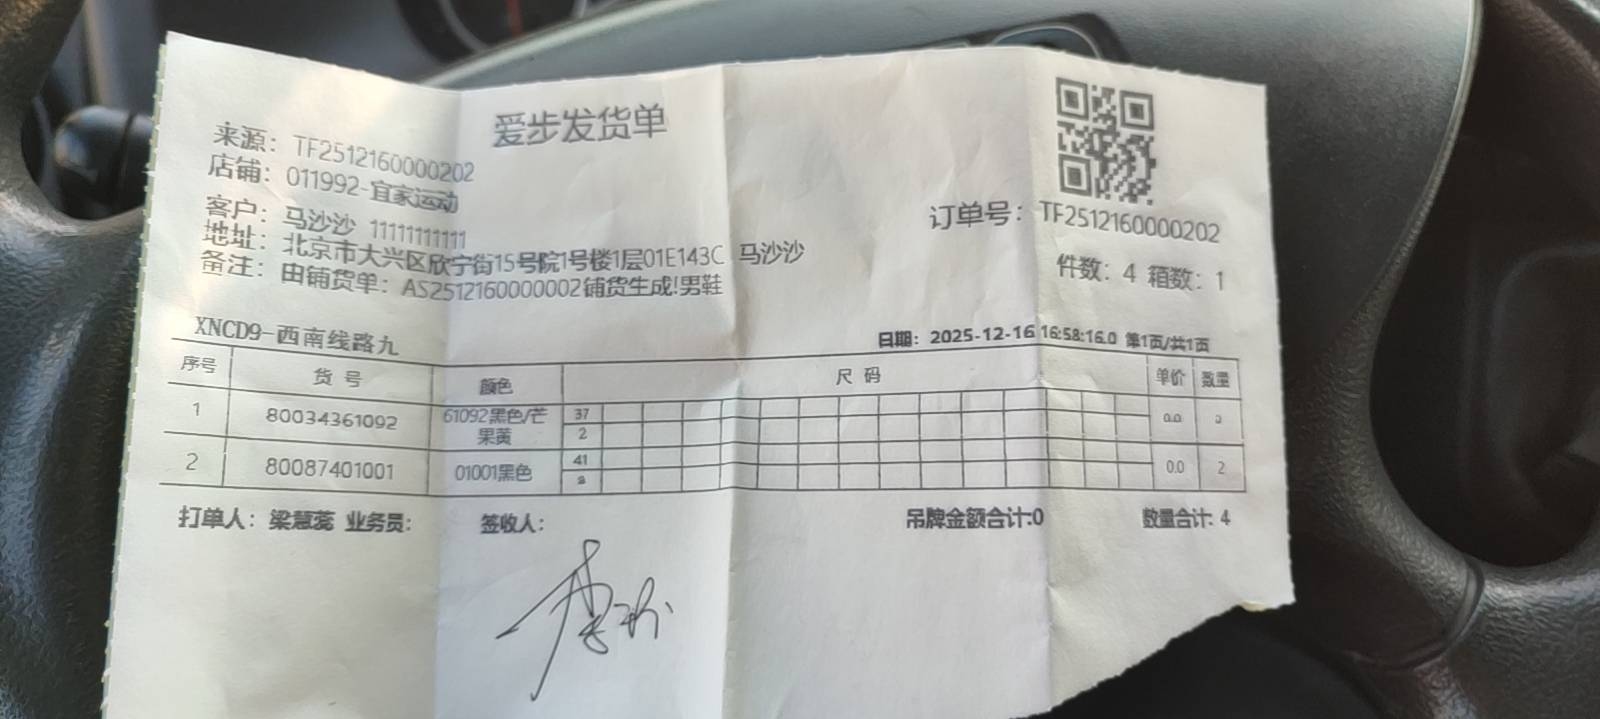 爱步发货单
来源：TF2512160000202
店铺：011992-宜家运动
客户：马沙沙 11111111111
订单号：TF2512160000202
地址：北京市大兴区欣宁街15号院1号楼1层01E143C 马沙沙
备注：由铺货单：AS2512160000002铺货生成!男鞋
件数：4 箱数：1
XNCD9-西南线路九
日期：2025-12-16 16:58:16.0 第1页/共1页
序号 货号 颜色 尺码 单价 数量
1 80034361092 61092黑色/芒果黄 37 0.0
2
2 80087401001 01001黑色 41 0.0 2
打单人：梁慧蕊 业务员： 签收人： 吊牌金额合计:0 数量合计: 4